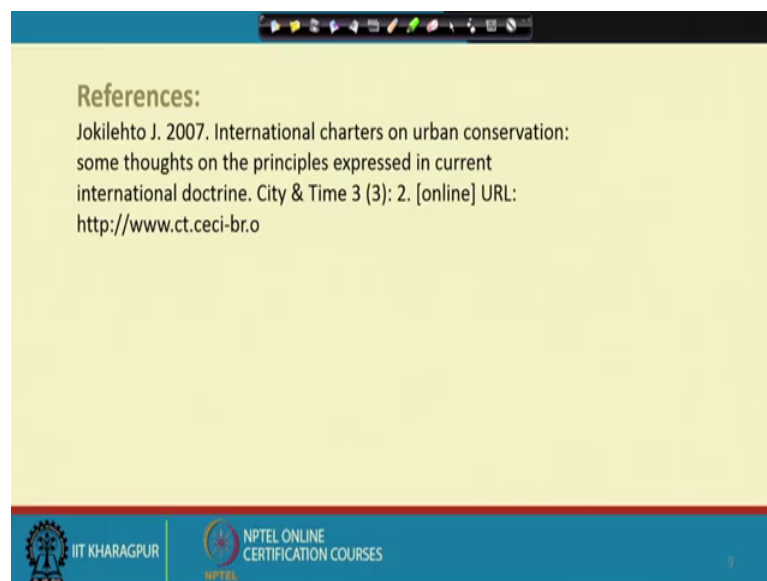 References:
Jokilehto J. 2007. International charters on urban conservation:
some thoughts on the principles expressed in current
international doctrine. City & Time 3 (3): 2. [online] URL:
http://www.ct.ceci-br.o
IIT KHARAGPUR
NPTEL
NPTEL ONLINE
CERTIFICATION COURSES
9